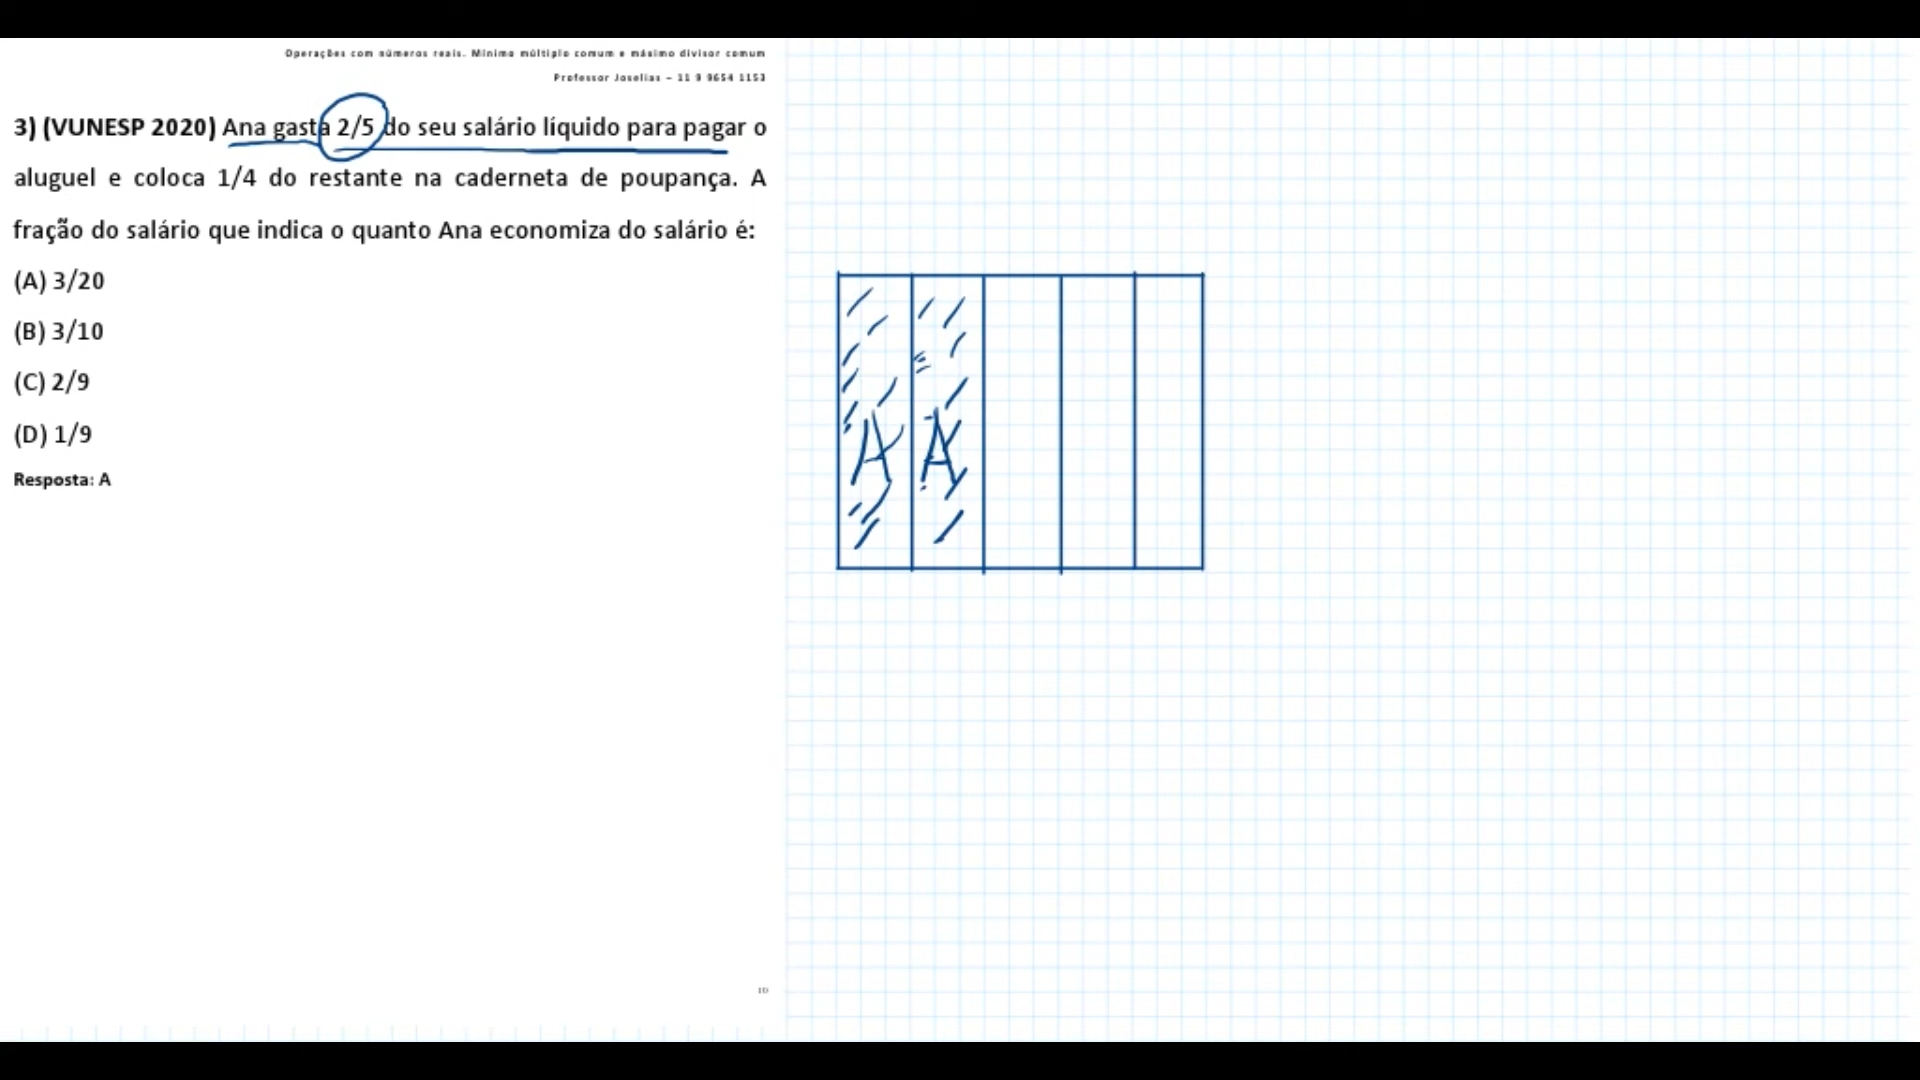 Operações com números reais. Mínimo múltiplo comum e máximo divisor comum
Professor Joselias – 11 9 9654 1153
3) (VUNESP 2020) Ana gasta 2/5 do seu salário líquido para pagar o
aluguel e coloca 1/4 do restante na caderneta de poupança. A
fração do salário que indica o quanto Ana economiza do salário é:
(A) 3/20
(B) 3/10
(C) 2/9
(D) 1/9
Resposta: A
A A
10